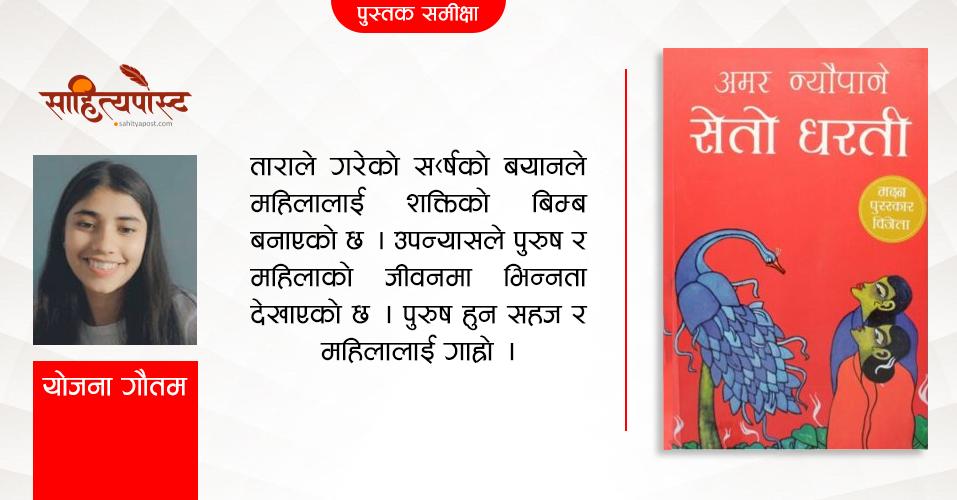 पुस्तक समीक्षा
साहित्यपोस्ट
sahityapost.com
ताराले गरेको स‹र्षको बयानले
महिलालाई शक्तिको बिम्ब
बनाएको छ । उपन्यासले पुरुष र
महिलाको जीवनमा भिन्नता
देखाएको छ । पुरुष हुन सहज र
महिलालाई गाह्रो ।
योजना गौतम
अमर न्यौपाने
सेतो धरती
मदन
पुरस्कार
विजेता